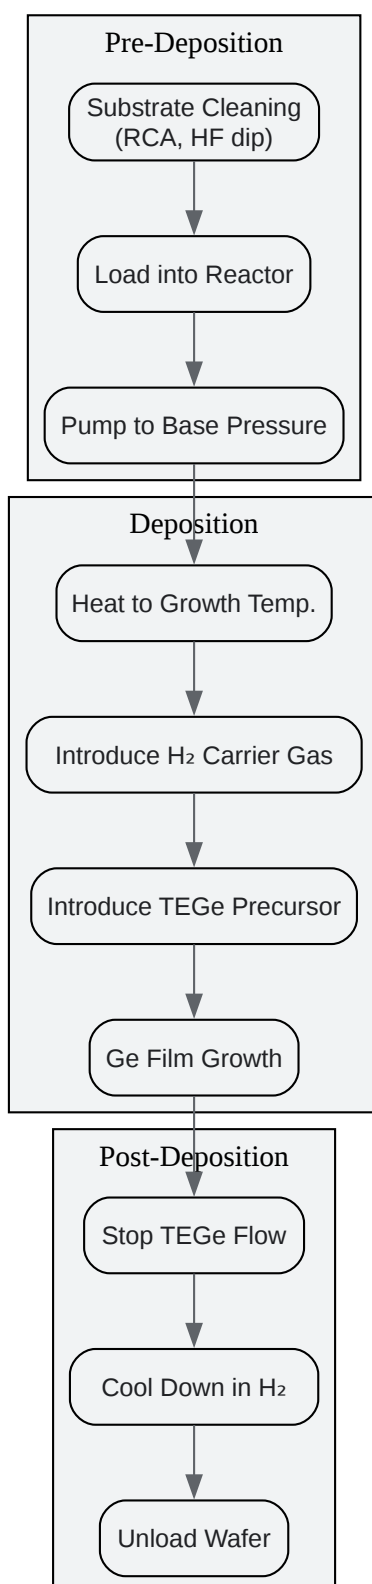 Pre-Deposition
Substrate Cleaning
(RCA, HF dip)
Load into Reactor
Pump to Base Pressure
Deposition
Heat to Growth Temp.
Introduce H₂ Carrier Gas
Introduce TEGe Precursor
Ge Film Growth
Post-Deposition
Stop TEGe Flow
Cool Down in H₂
Unload Wafer